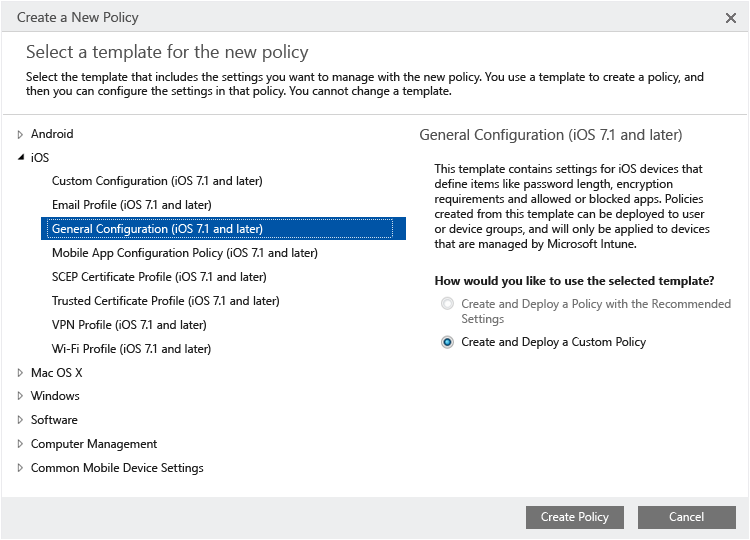 Create a New Policy
Select a template for the new policy
Select the template that includes the settings you want to manage with the new policy. You use a template to create a policy, and
then you can configure the settings in that policy. You cannot change a template.
Android
iOS
Custom Configuration (iOS 7.1 and later)
Email Profile (iOS 7.1 and later)
General Configuration (iOS 7.1 and later)
Mobile App Configuration Policy (iOS 7.1 and later)
SCEP Certificate Profile (iOS 7.1 and later)
Trusted Certificate Profile (iOS 7.1 and later)
VPN Profile (iOS 7.1 and later)
Wi-Fi Profile (iOS 7.1 and later)
Mac OS X
Windows
Software
Computer Management
Common Mobile Device Settings
General Configuration (iOS 7.1 and later)
This template contains settings for iOS devices that
define items like password length, encryption
requirements and allowed or blocked apps. Policies
created from this template can be deployed to user
or device groups, and will only be applied to devices
that are managed by Microsoft Intune.
How would you like to use the selected template?
Create and Deploy a Policy with the Recommended
Settings
Create and Deploy a Custom Policy
Create Policy
Cancel